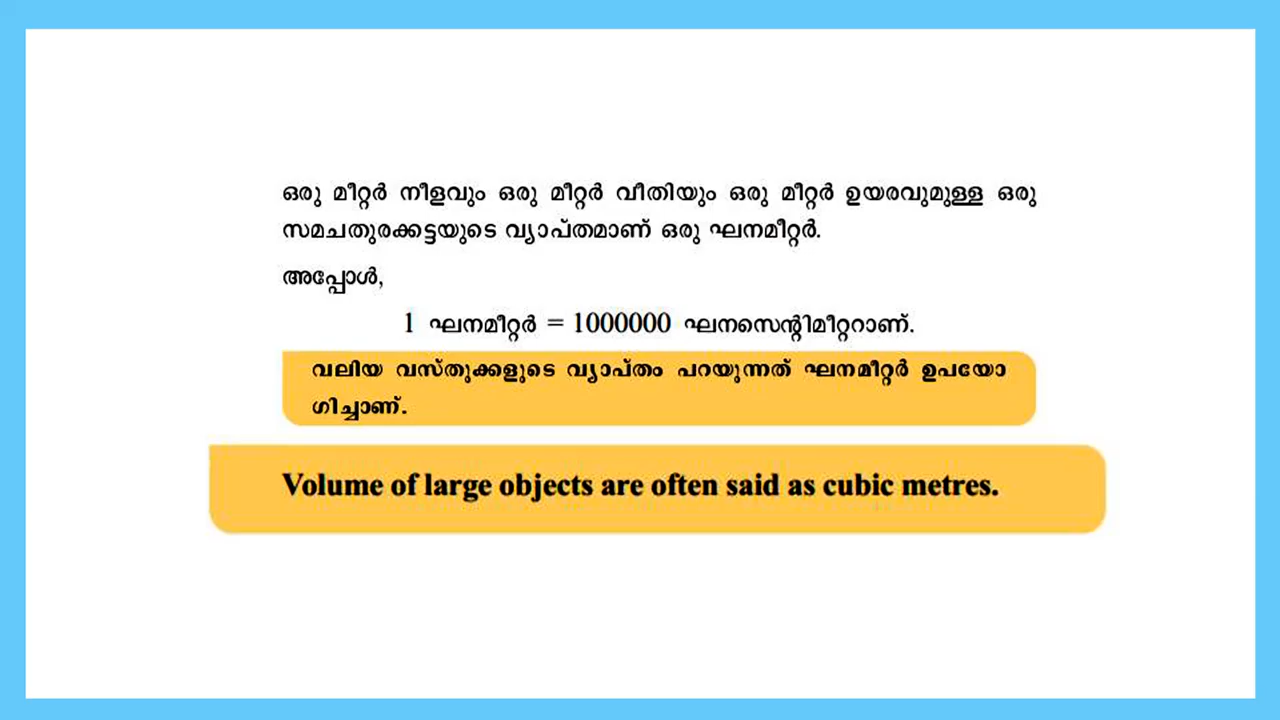 ഒരു മീറ്റർ നീളവും ഒരു മീറ്റർ വീതിയും ഒരു മീറ്റർ ഉയരവുമുള്ള ഒരു
സമചതുരക്കട്ടയുടെ വ്യാപ്തമാണ് ഒരു ഘനമീറ്റർ.
അപ്പോൾ,
1 ഘനമീറ്റർ = 1000000 ഘനസെന്റിമീറ്ററാണ്.
വലിയ വസ്തുക്കളുടെ വ്യാപ്തം പറയുന്നത് ഘനമീറ്റർ ഉപയോ
ഗിച്ചാണ്.
Volume of large objects are often said as cubic metres.